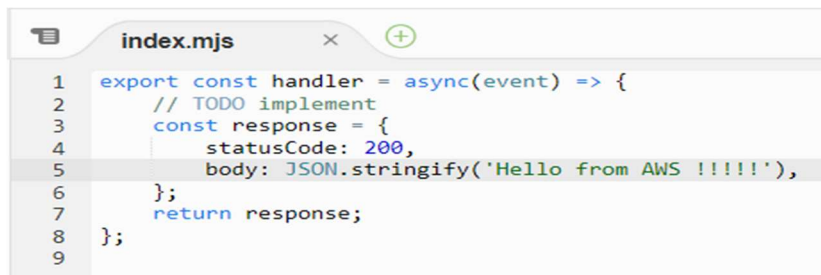 index.mjs ×
1 export const handler = async(event) => {
2 // TODO implement
3 const response = {
4 statusCode: 200,
5 body: JSON.stringify('Hello from AWS !!!!!'),
6 };
7 return response;
8 };
9